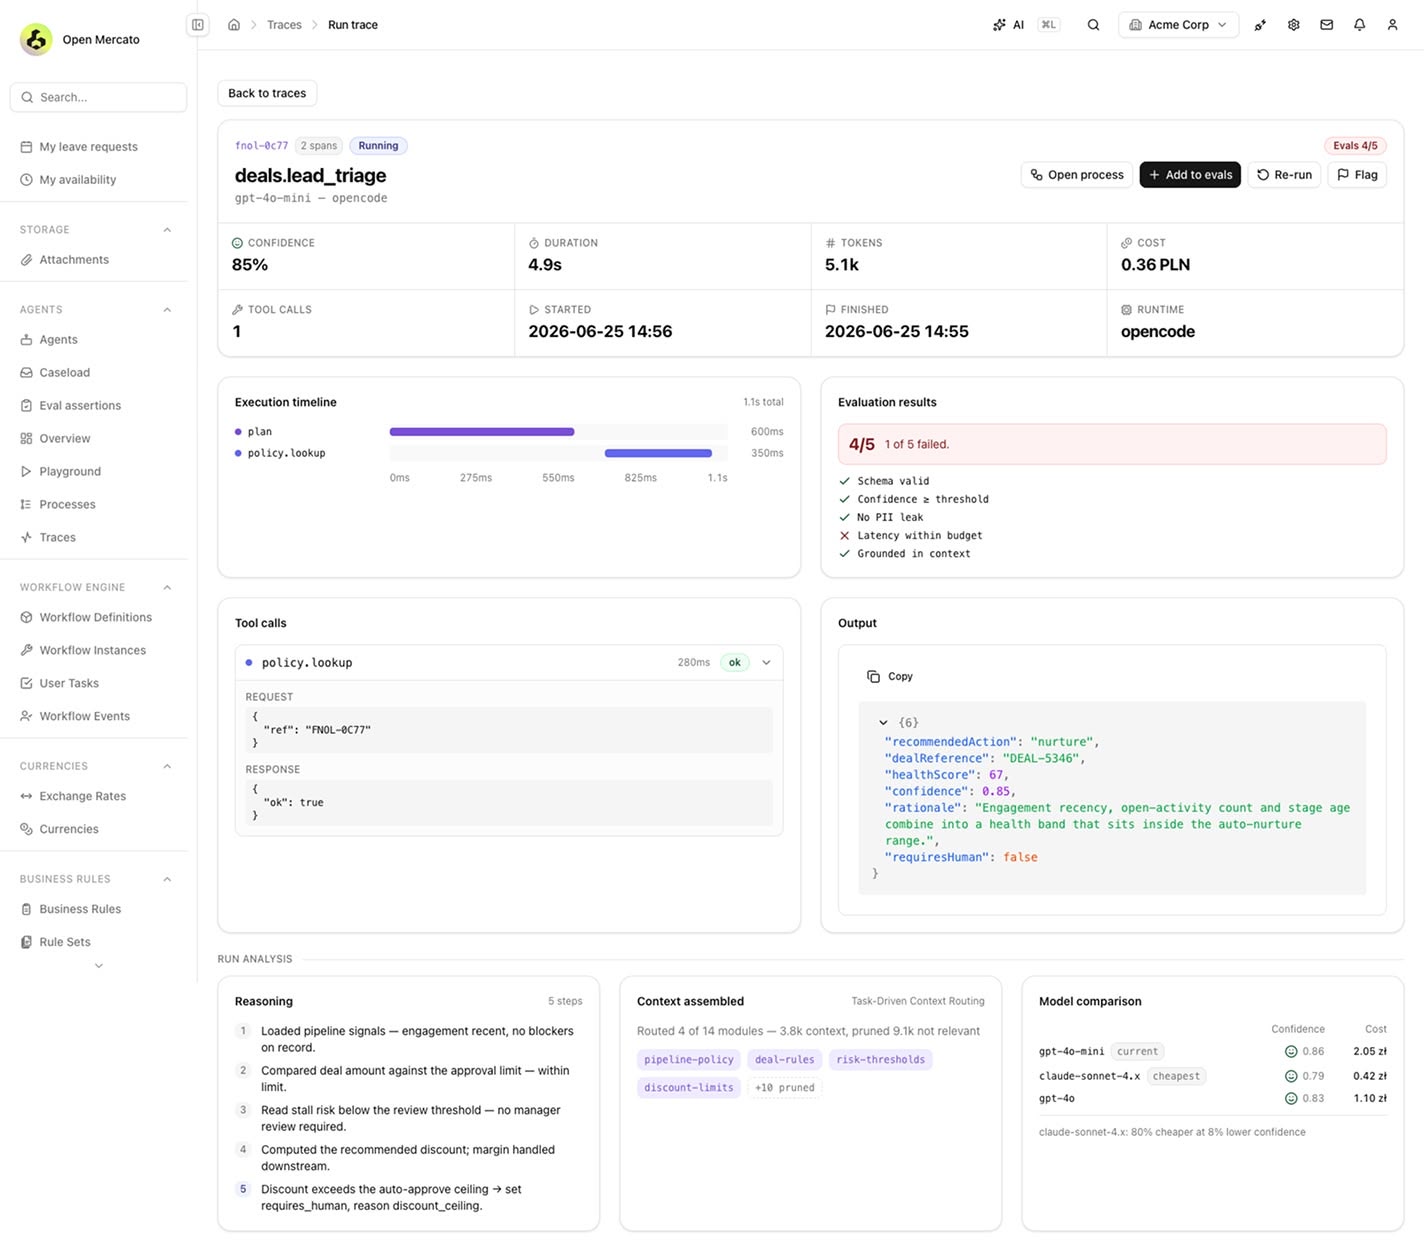 Open Mercato
Search...
My leave requests
My availability
STORAGE
Attachments
AGENTS
Agents
Caseload
Eval assertions
Overview
Playground
Processes
Traces
WORKFLOW ENGINE
Workflow Definitions
Workflow Instances
User Tasks
Workflow Events
CURRENCIES
Exchange Rates
Currencies
BUSINESS RULES
Business Rules
Rule Sets
Traces
Run trace
AI ⌘L
Acme Corp
Back to traces
fnol-0c77 2 spans Running
Evals 4/5
deals.lead_triage
gpt-4o-mini — opencode
Open process
+ Add to evals
Re-run
Flag
CONFIDENCE
85%
DURATION
4.9s
# TOKENS
5.1k
COST
0.36 PLN
TOOL CALLS
1
STARTED
2026-06-25 14:56
FINISHED
2026-06-25 14:55
RUNTIME
opencode
Execution timeline 1.1s total
plan 600ms
policy.lookup 350ms
0ms 275ms 550ms 825ms 1.1s
Evaluation results
4/5 1 of 5 failed.
Schema valid
Confidence ≥ threshold
No PII leak
Latency within budget
Grounded in context
Tool calls
policy.lookup 280ms ok
REQUEST
{
"ref": "FNOL-0C77"
}
RESPONSE
{
"ok": true
}
Output
Copy
{6}
"recommendedAction": "nurture",
"dealReference": "DEAL-5346",
"healthScore": 67,
"confidence": 0.85,
"rationale": "Engagement recency, open-activity count and stage age
combine into a health band that sits inside the auto-nurture
range.",
"requiresHuman": false
}
RUN ANALYSIS
Reasoning 5 steps
1 Loaded pipeline signals — engagement recent, no blockers
on record.
2 Compared deal amount against the approval limit — within
limit.
3 Read stall risk below the review threshold — no manager
review required.
4 Computed the recommended discount; margin handled
downstream.
5 Discount exceeds the auto-approve ceiling → set
requires_human, reason discount_ceiling.
Context assembled Task-Driven Context Routing
Routed 4 of 14 modules — 3.8k context, pruned 9.1k not relevant
pipeline-policy deal-rules risk-thresholds
discount-limits +10 pruned
Model comparison
Confidence Cost
gpt-4o-mini current 0.86 2.05 zł
claude-sonnet-4.x cheapest 0.79 0.42 zł
gpt-4o 0.83 1.10 zł
claude-sonnet-4.x: 80% cheaper at 8% lower confidence